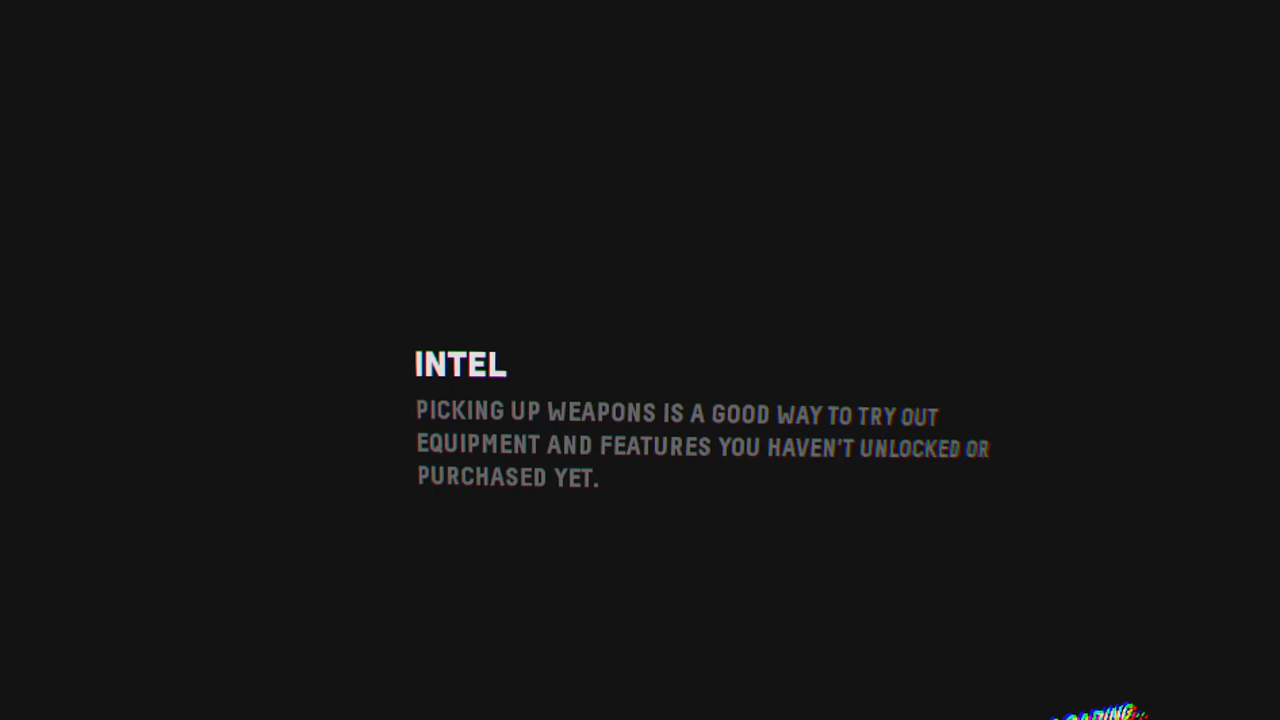 INTEL
PICKING UP WEAPONS IS A GOOD WAY TO TRY OUT
EQUIPMENT AND FEATURES YOU HAVEN'T UNLOCKED OR
PURCHASED YET.
LOADING...